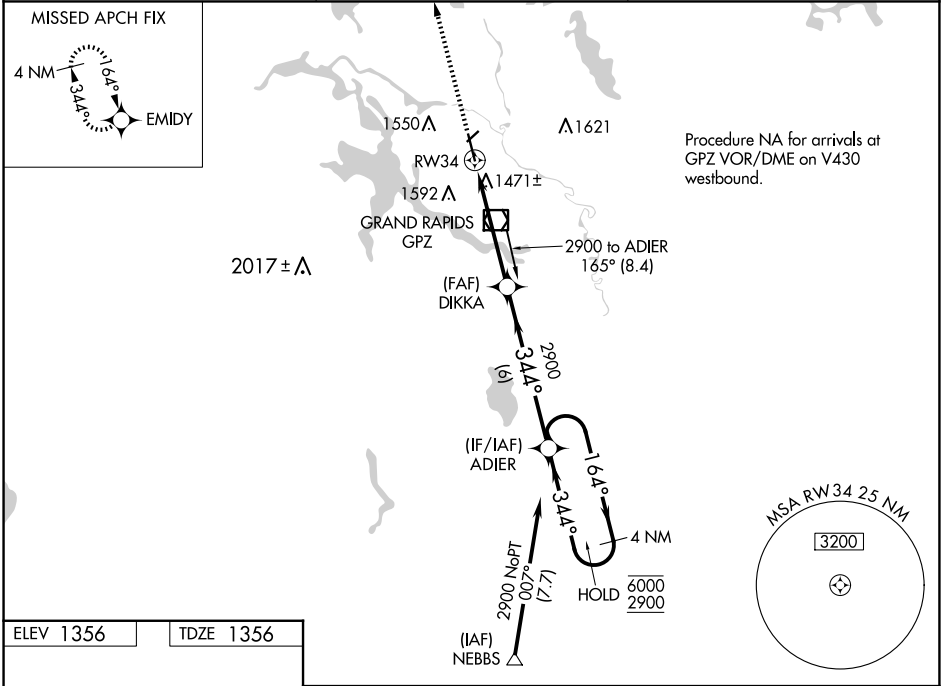 MISSED APCH FIX
4 NM
164°
344°
EMIDY
1550
1621
RW34
1471±
1592
GRAND RAPIDS
GPZ
Procedure NA for arrivals at
GPZ VOR/DME on V430
westbound.
2900 to ADIER
165° (8.4)
2017±
(FAF)
DIKKA
2900
344°
(6)
(IF/IAF)
ADIER
164°
344°
4 NM
HOLD
6000
2900
2900 NoPT
007°
(7.7)
(IAF)
NEBBS
MSA RW34 25 NM
3200
ELEV 1356
TDZE 1356